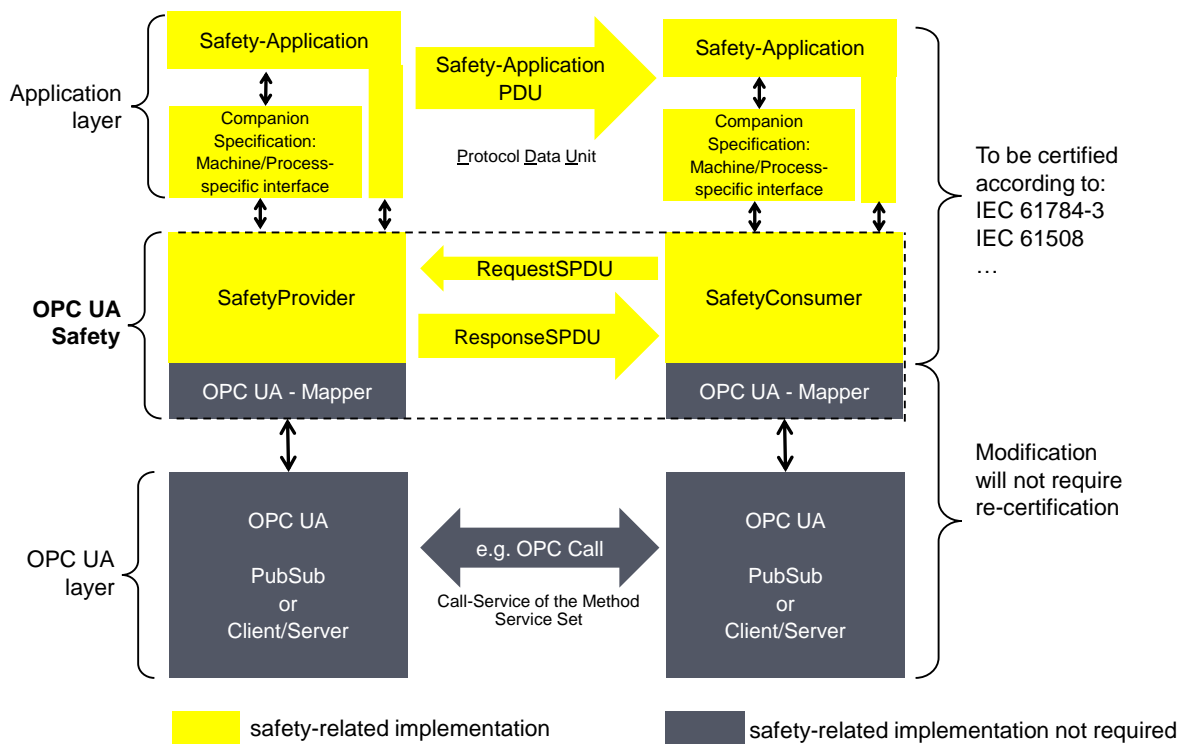 Application
layer
Safety-Application
Companion
Specification:
Machine/Process-
specific interface
Safety-Application
PDU
Protocol Data Unit
Safety-Application
Companion
Specification:
Machine/Process-
specific interface
To be certified
according to:
IEC 61784-3
IEC 61508
…
OPC UA
Safety
SafetyProvider
OPC UA - Mapper
RequestSPDU
ResponseSPDU
SafetyConsumer
OPC UA - Mapper
Modification
will not require
re-certification
OPC UA
layer
OPC UA
PubSub
or
Client/Server
e.g. OPC Call
Call-Service of the Method
Service Set
OPC UA
PubSub
or
Client/Server
safety-related implementation
safety-related implementation not required